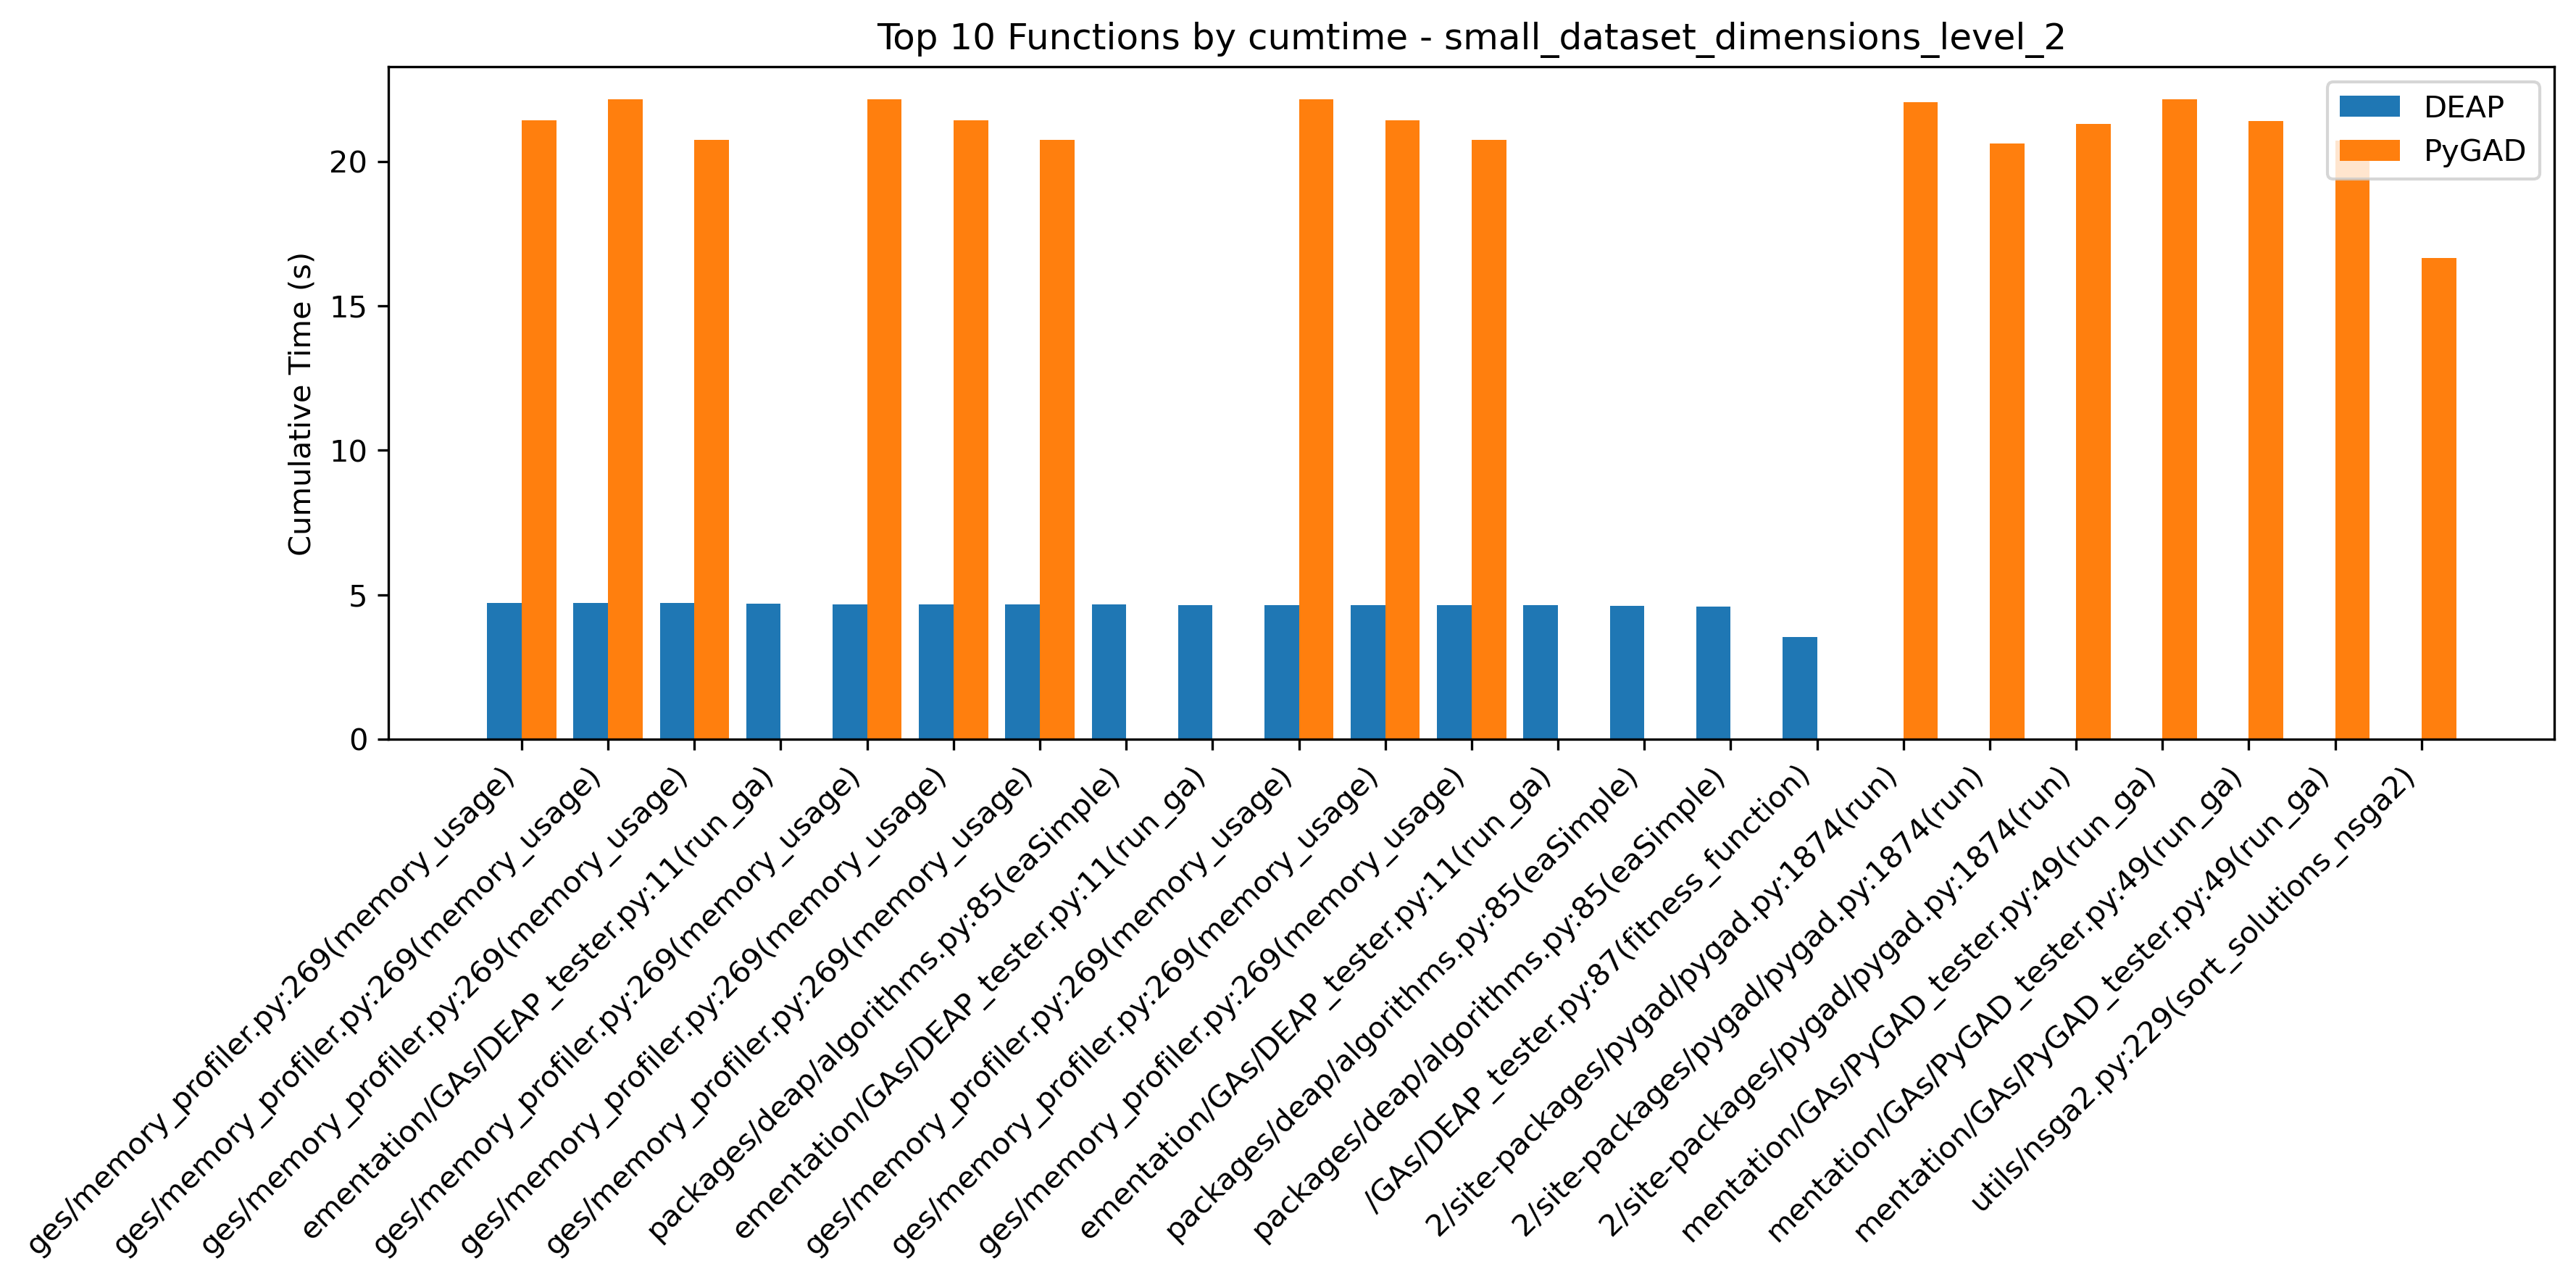 Top 10 Functions by cumtime - small_dataset_dimensions_level_2
DEAP
PyGAD
Cumulative Time (s)
20
15
10
5
0
ges/memory_profiler.py:269(memory_usage)
ges/memory_profiler.py:269(memory_usage)
ges/memory_profiler.py:269(memory_usage)
ementation/GAs/DEAP_tester.py:11(run_ga)
ges/memory_profiler.py:269(memory_usage)
ges/memory_profiler.py:269(memory_usage)
ges/memory_profiler.py:269(memory_usage)
packages/deap/algorithms.py:85(eaSimple)
ementation/GAs/DEAP_tester.py:11(run_ga)
ges/memory_profiler.py:269(memory_usage)
ges/memory_profiler.py:269(memory_usage)
ges/memory_profiler.py:269(memory_usage)
ementation/GAs/DEAP_tester.py:11(run_ga)
packages/deap/algorithms.py:85(eaSimple)
packages/deap/algorithms.py:85(eaSimple)
/GAs/DEAP_tester.py:87(fitness_function)
2/site-packages/pygad/pygad.py:1874(run)
2/site-packages/pygad/pygad.py:1874(run)
2/site-packages/pygad/pygad.py:1874(run)
mentation/GAs/PyGAD_tester.py:49(run_ga)
mentation/GAs/PyGAD_tester.py:49(run_ga)
mentation/GAs/PyGAD_tester.py:49(run_ga)
utils/nsga2.py:229(sort_solutions_nsga2)